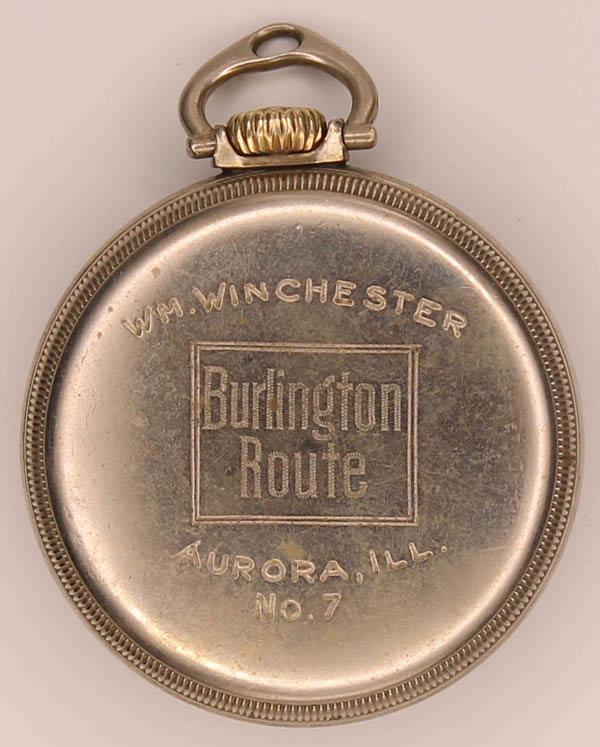 WM. WINCHESTER
Burlington
Route
AURORA, ILL.
No. 7